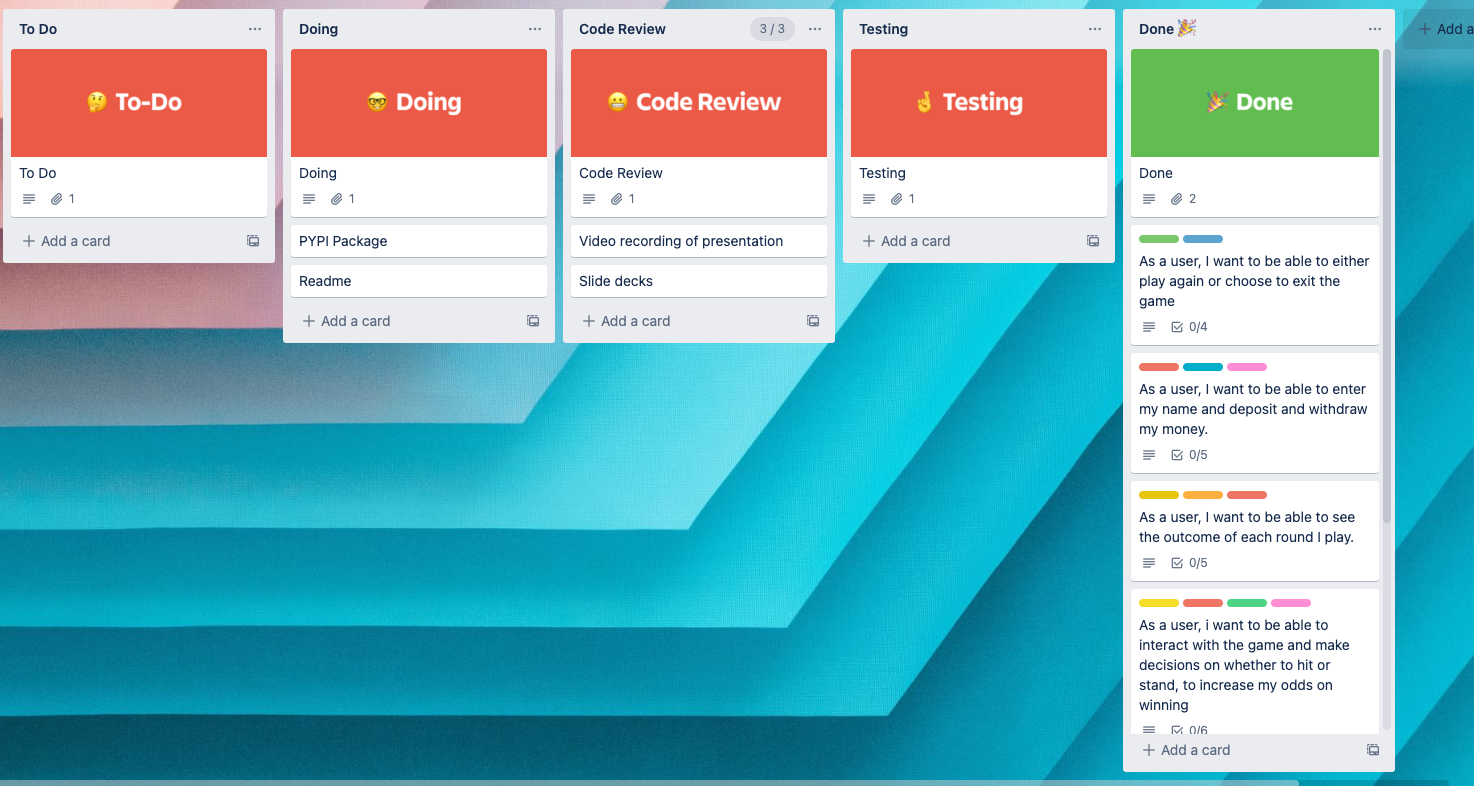 To Do
To-Do
To Do
1
Add a card
Doing
Doing
Doing
1
PYPI Package
Readme
Add a card
Code Review
3 / 3
Code Review
Code Review
1
Video recording of presentation
Slide decks
Add a card
Testing
Testing
Testing
1
Add a card
Done 🎉
Done
Done
2
As a user, I want to be able to either
play again or choose to exit the
game
0/4
As a user, I want to be able to enter
my name and deposit and withdraw
my money.
0/5
As a user, I want to be able to see
the outcome of each round I play.
0/5
As a user, i want to be able to
interact with the game and make
decisions on whether to hit or
stand, to increase my odds on
winning
0/6
Add a card
Add a